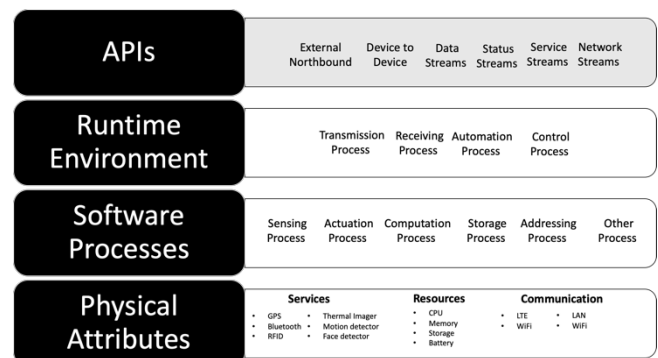 APIs
External Northbound
Device to Device
Data Streams
Status Streams
Service Streams
Network Streams
Runtime Environment
Transmission Process
Receiving Process
Automation Process
Control Process
Software Processes
Sensing Process
Actuation Process
Computation Process
Storage Process
Addressing Process
Other Process
Physical Attributes
Services
• GPS
• Bluetooth
• RFID
• Thermal Imager
• Motion detector
• Face detector
Resources
• CPU
• Memory
• Storage
• Battery
Communication
• LTE
• WiFi
• LAN
• WiFi